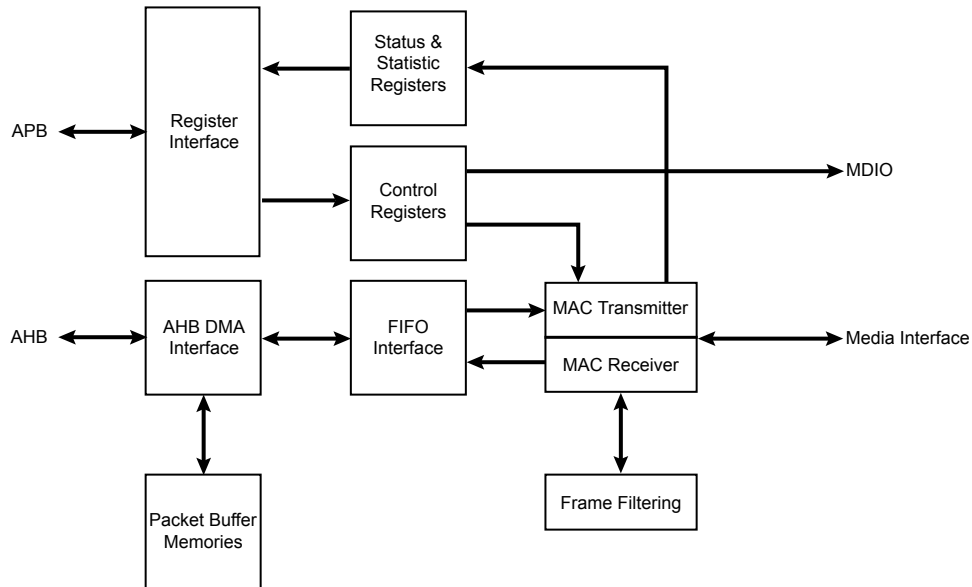 Status &
Statistic
Registers
APB
Register
Interface
MDIO
Control
Registers
MAC Transmitter
AHB
AHB DMA
Interface
FIFO
Interface
Media Interface
MAC Receiver
Packet Buffer
Memories
Frame Filtering